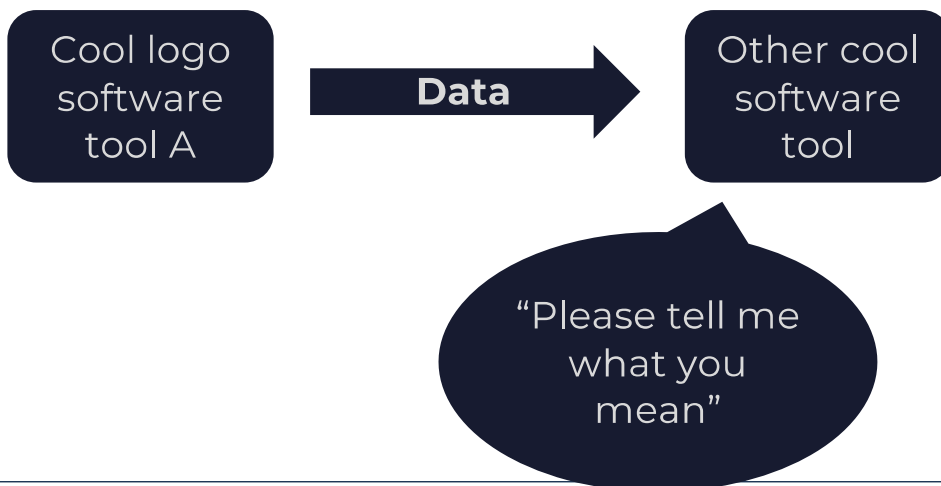 Cool logo
software
tool A
Data
Other cool
software
tool
“Please tell me
what you
mean”